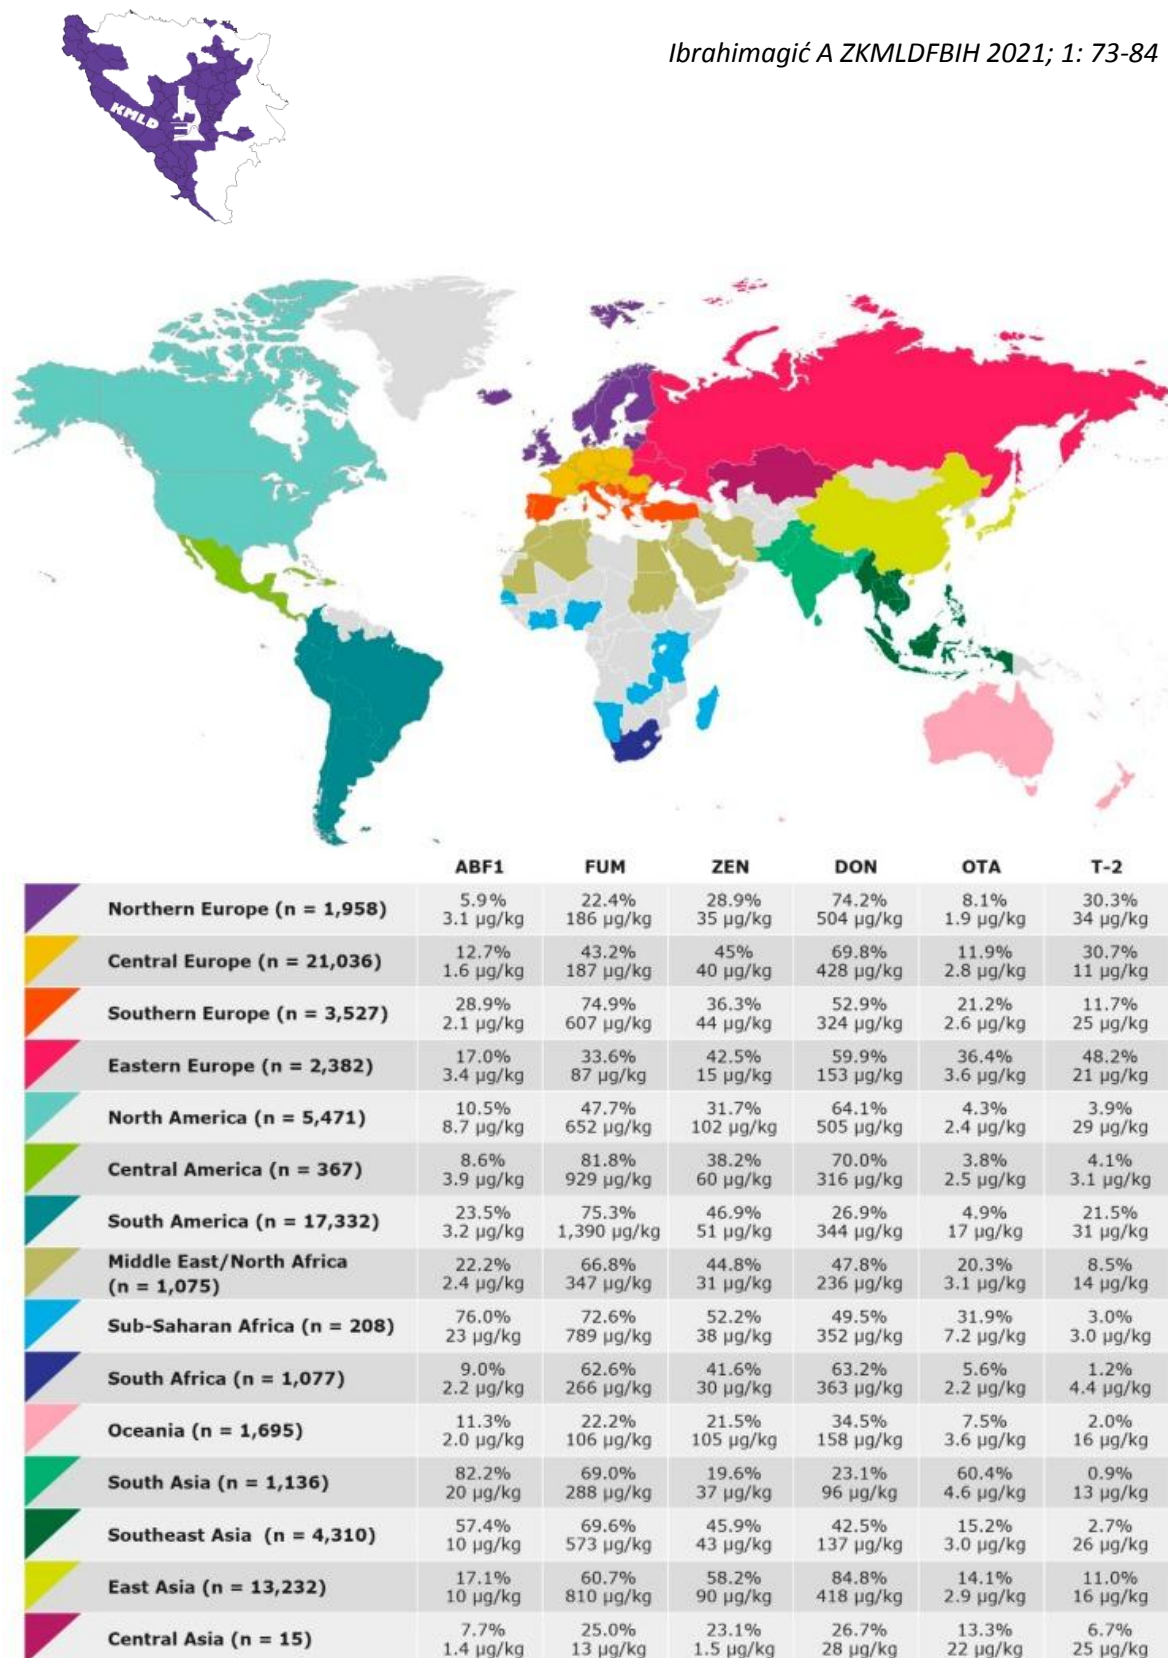 Ibrahimagić A ZKMLDFBIH 2021; 1: 73-84
KMLD
ABF1 FUM ZEN DON OTA T-2
Northern Europe (n = 1,958) 5.9% 22.4% 28.9% 74.2% 8.1% 30.3%
3.1 µg/kg 186 µg/kg 35 µg/kg 504 µg/kg 1.9 µg/kg 34 µg/kg
Central Europe (n = 21,036) 12.7% 43.2% 45% 69.8% 11.9% 30.7%
1.6 µg/kg 187 µg/kg 40 µg/kg 428 µg/kg 2.8 µg/kg 11 µg/kg
Southern Europe (n = 3,527) 28.9% 74.9% 36.3% 52.9% 21.2% 11.7%
2.1 µg/kg 607 µg/kg 44 µg/kg 324 µg/kg 2.6 µg/kg 25 µg/kg
Eastern Europe (n = 2,382) 17.0% 33.6% 42.5% 59.9% 36.4% 48.2%
3.4 µg/kg 87 µg/kg 15 µg/kg 153 µg/kg 3.6 µg/kg 21 µg/kg
North America (n = 5,471) 10.5% 47.7% 31.7% 64.1% 4.3% 3.9%
8.7 µg/kg 652 µg/kg 102 µg/kg 505 µg/kg 2.4 µg/kg 29 µg/kg
Central America (n = 367) 8.6% 81.8% 38.2% 70.0% 3.8% 4.1%
3.9 µg/kg 929 µg/kg 60 µg/kg 316 µg/kg 2.5 µg/kg 3.1 µg/kg
South America (n = 17,332) 23.5% 75.3% 46.9% 26.9% 4.9% 21.5%
3.2 µg/kg 1,390 µg/kg 51 µg/kg 344 µg/kg 17 µg/kg 31 µg/kg
Middle East/North Africa 22.2% 66.8% 44.8% 47.8% 20.3% 8.5%
(n = 1,075) 2.4 µg/kg 347 µg/kg 31 µg/kg 236 µg/kg 3.1 µg/kg 14 µg/kg
Sub-Saharan Africa (n = 208) 76.0% 72.6% 52.2% 49.5% 31.9% 3.0%
23 µg/kg 789 µg/kg 38 µg/kg 352 µg/kg 7.2 µg/kg 3.0 µg/kg
South Africa (n = 1,077) 9.0% 62.6% 41.6% 63.2% 5.6% 1.2%
2.2 µg/kg 266 µg/kg 30 µg/kg 363 µg/kg 2.2 µg/kg 4.4 µg/kg
Oceania (n = 1,695) 11.3% 22.2% 21.5% 34.5% 7.5% 2.0%
2.0 µg/kg 106 µg/kg 105 µg/kg 158 µg/kg 3.6 µg/kg 16 µg/kg
South Asia (n = 1,136) 82.2% 69.0% 19.6% 23.1% 60.4% 0.9%
20 µg/kg 288 µg/kg 37 µg/kg 96 µg/kg 4.6 µg/kg 13 µg/kg
Southeast Asia (n = 4,310) 57.4% 69.6% 45.9% 42.5% 15.2% 2.7%
10 µg/kg 573 µg/kg 43 µg/kg 137 µg/kg 3.0 µg/kg 26 µg/kg
East Asia (n = 13,232) 17.1% 60.7% 58.2% 84.8% 14.1% 11.0%
10 µg/kg 810 µg/kg 90 µg/kg 418 µg/kg 2.9 µg/kg 16 µg/kg
Central Asia (n = 15) 7.7% 25.0% 23.1% 26.7% 13.3% 6.7%
1.4 µg/kg 13 µg/kg 1.5 µg/kg 28 µg/kg 22 µg/kg 25 µg/kg